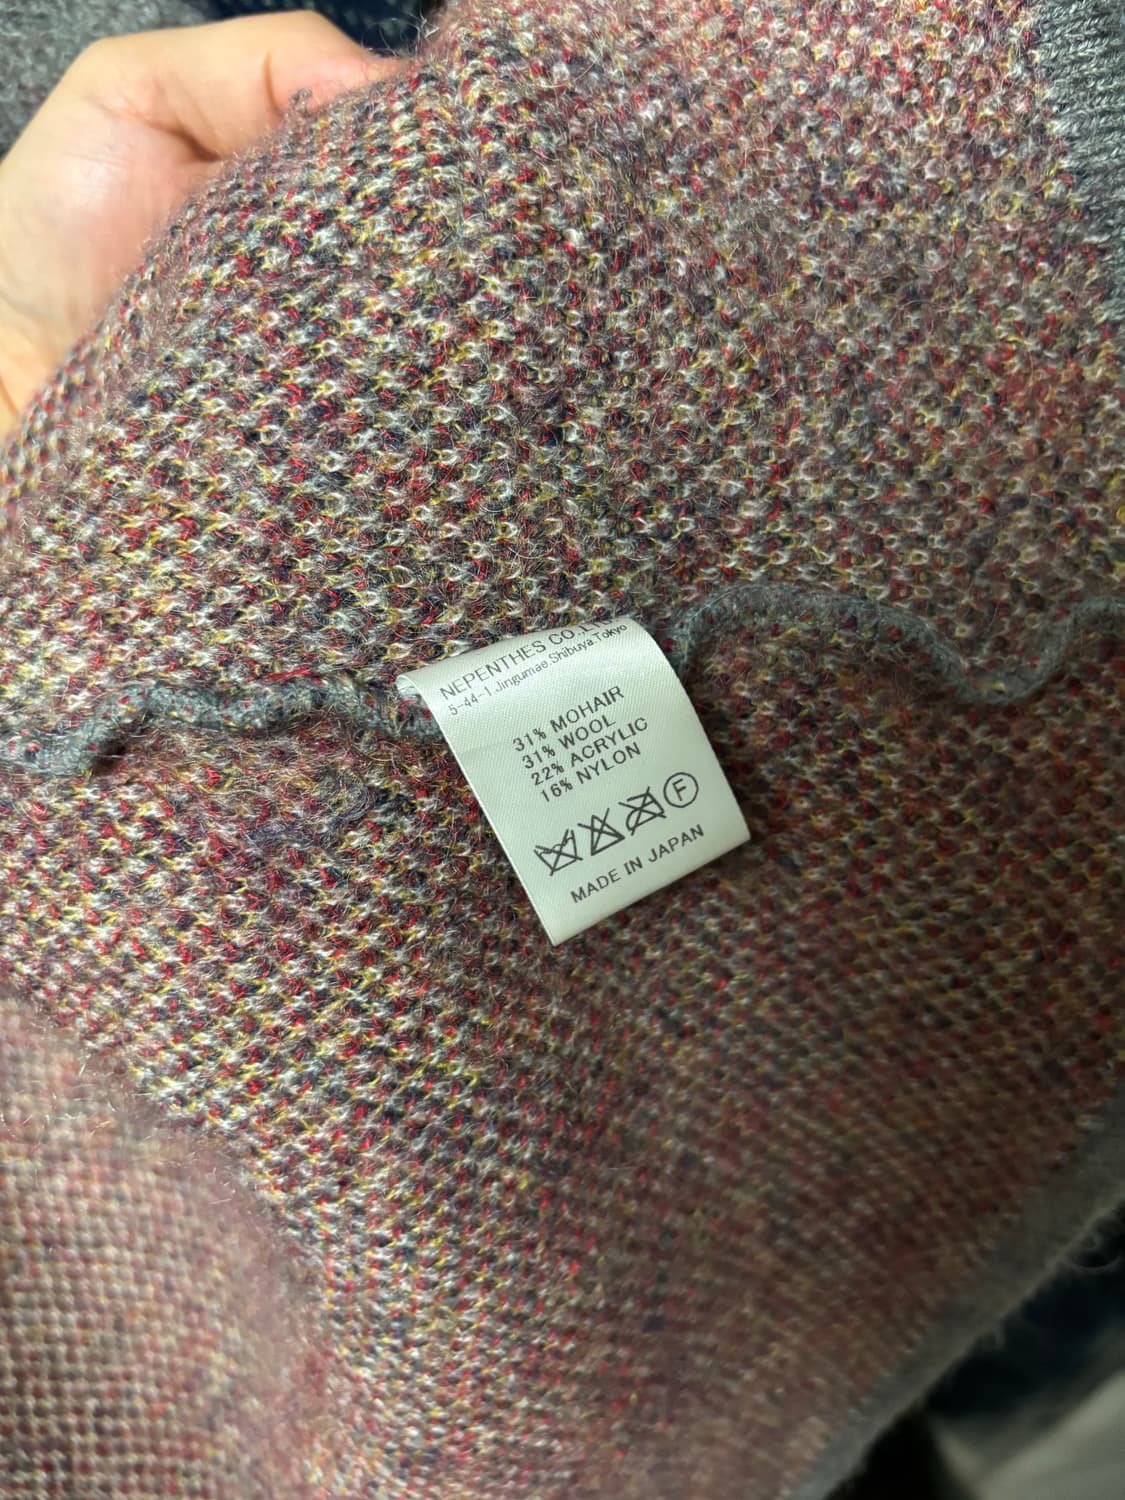 NEPENTHES CO.,LTD
5-44-1.Jingumae.Shibuya.Tokyo
31% MOHAIR
31% WOOL
22% ACRYLIC
16% NYLON
F
MADE IN JAPAN